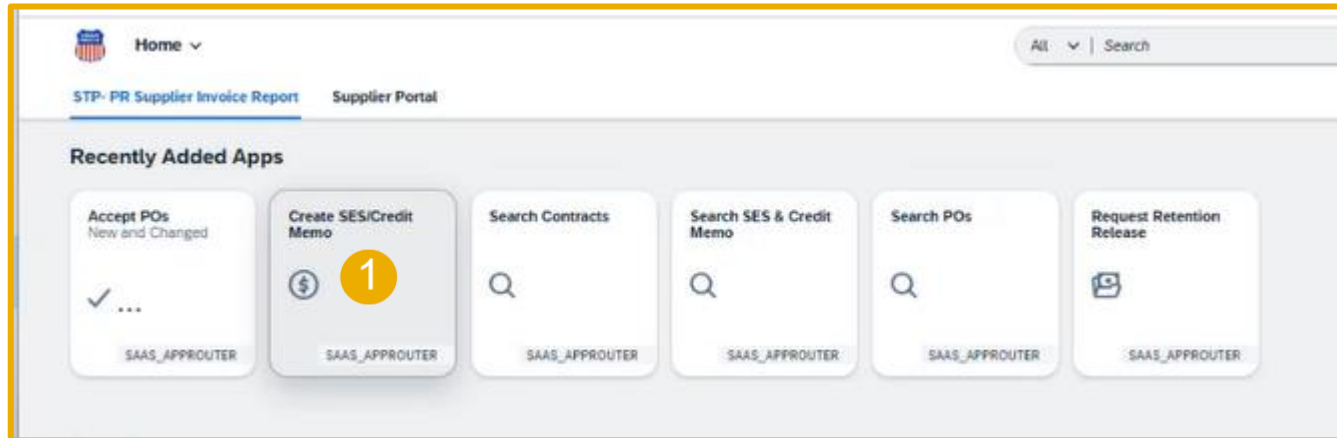 Home
All | Search
STP- PR Supplier Invoice Report Supplier Portal
Recently Added Apps
Accept POs
New and Changed
...
SAAS_APPROUTER
Create SES/Credit
Memo
1
SAAS_APPROUTER
Search Contracts
SAAS_APPROUTER
Search SES & Credit
Memo
SAAS_APPROUTER
Search POs
SAAS_APPROUTER
Request Retention
Release
SAAS_APPROUTER